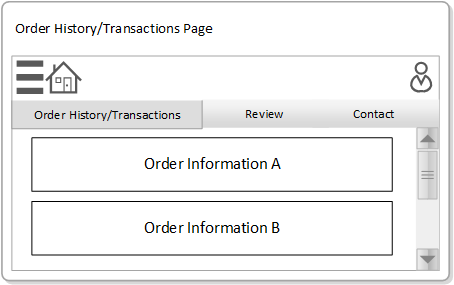 Order History/Transactions Page
Order History/Transactions Review Contact
Order Information A
Order Information B